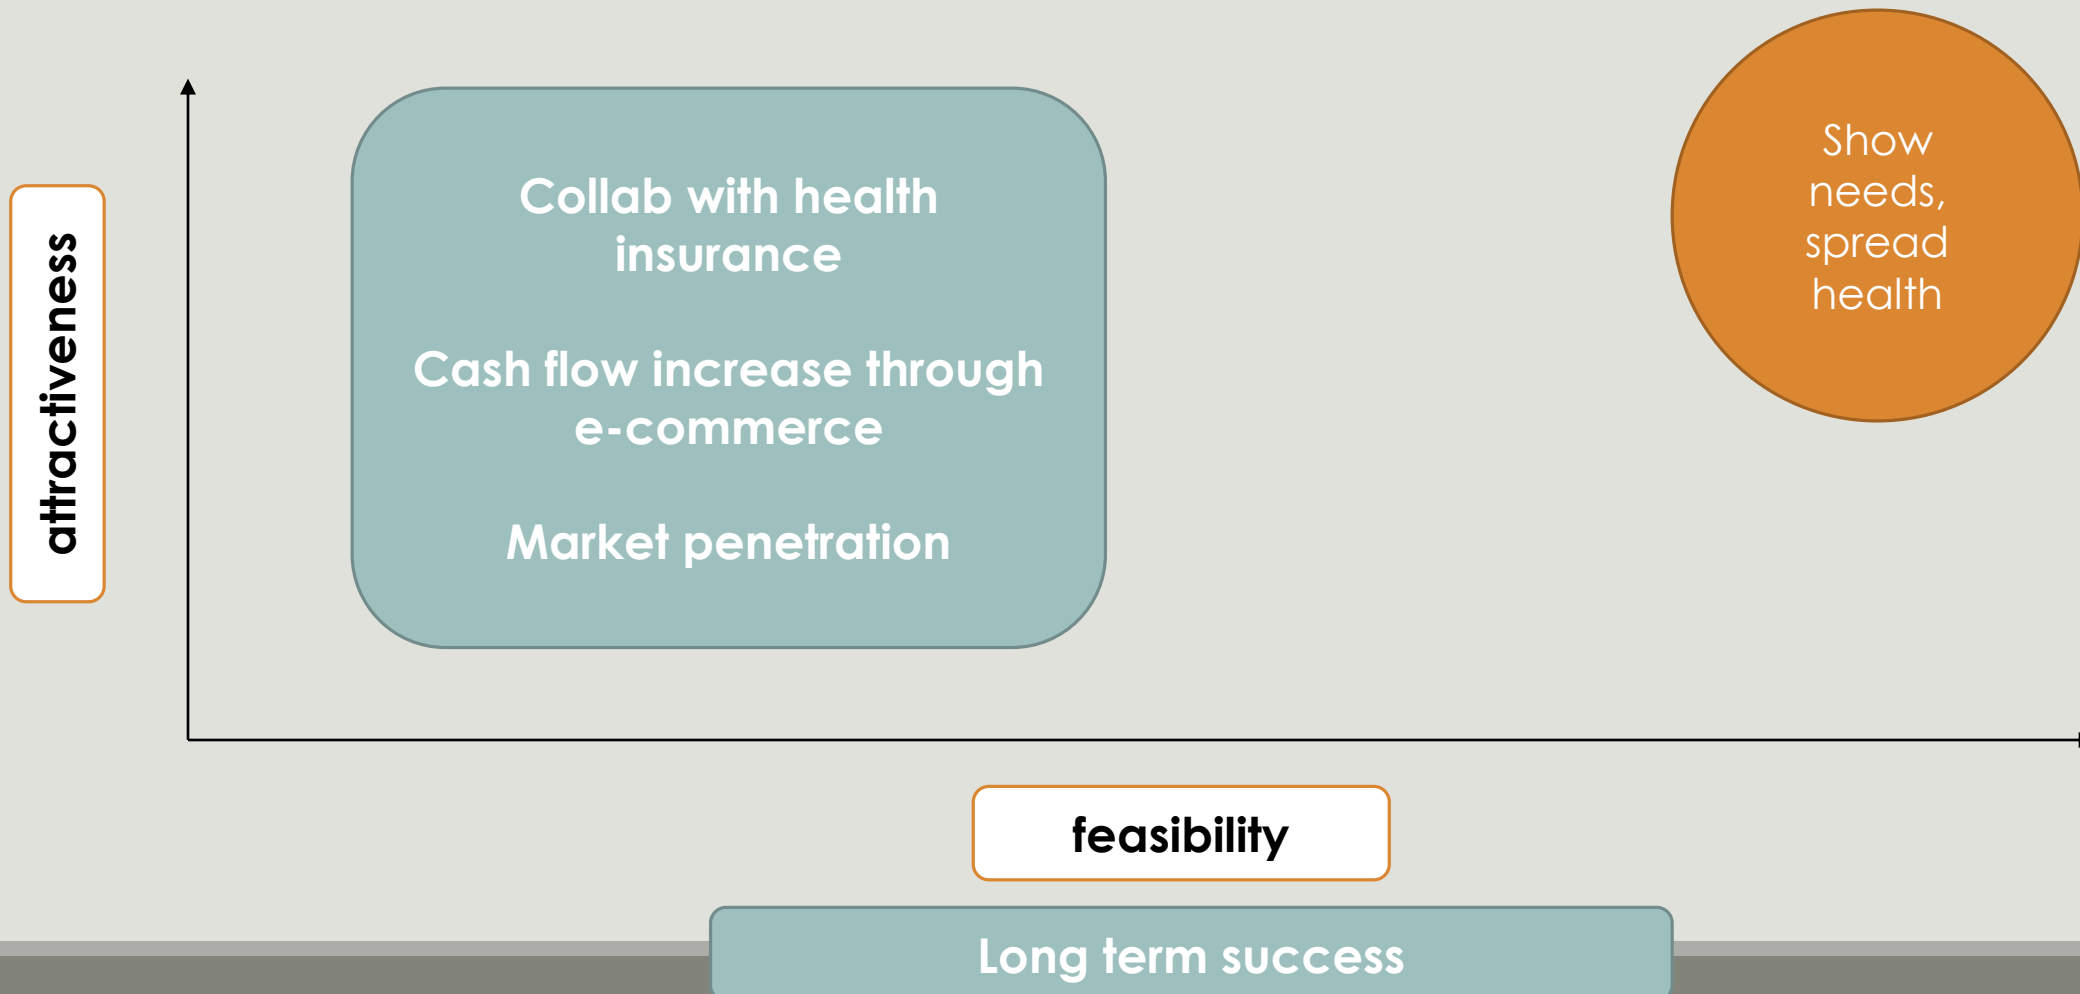 attractiveness
Collab with health
insurance
Cash flow increase through
e-commerce
Market penetration
Show
needs,
spread
health
feasibility
Long term success